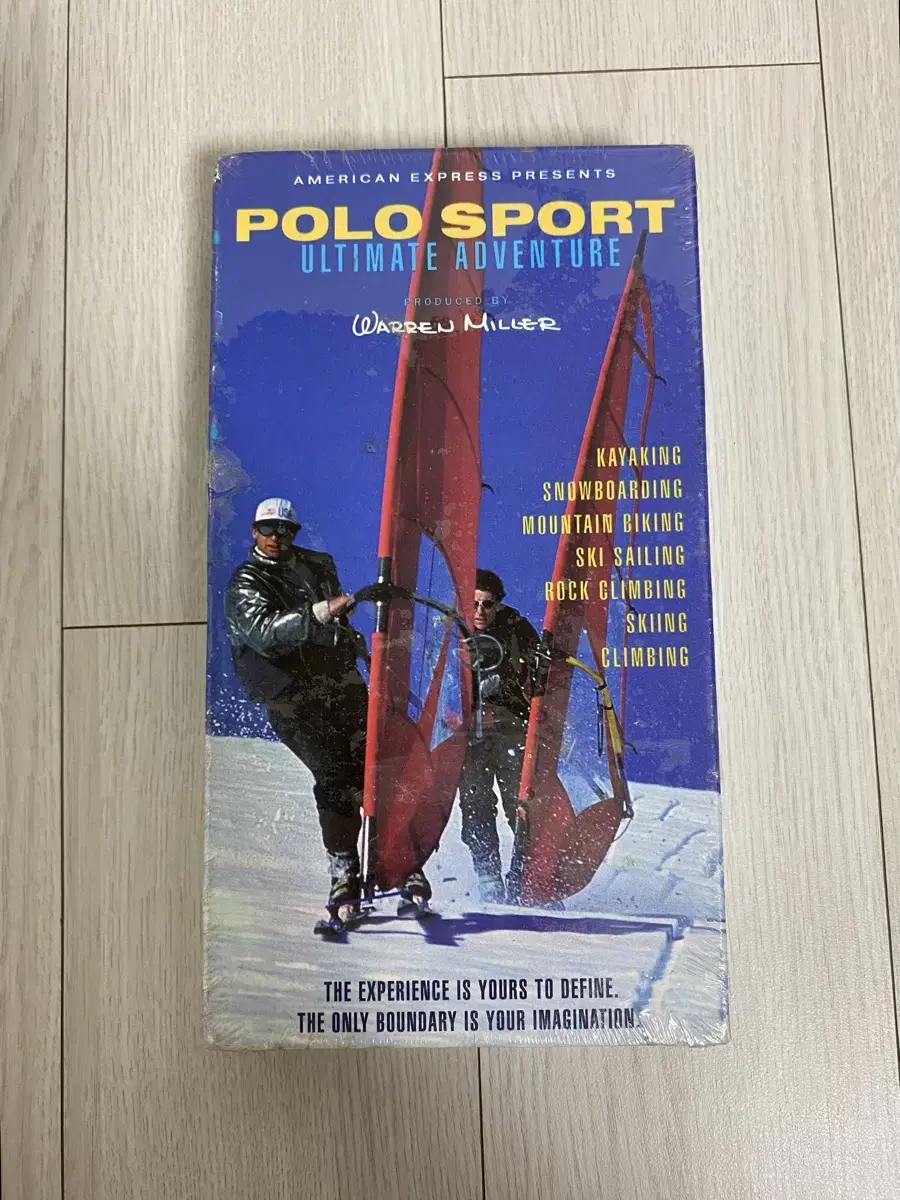 AMERICAN EXPRESS PRESENTS
POLO SPORT
ULTIMATE ADVENTURE
PRODUCED BY
WARREN MILLER
KAYAKING
SNOWBOARDING
MOUNTAIN BIKING
SKI SAILING
ROCK CLIMBING
SKIING
CLIMBING
USA
THE EXPERIENCE IS YOURS TO DEFINE.
THE ONLY BOUNDARY IS YOUR IMAGINATION.